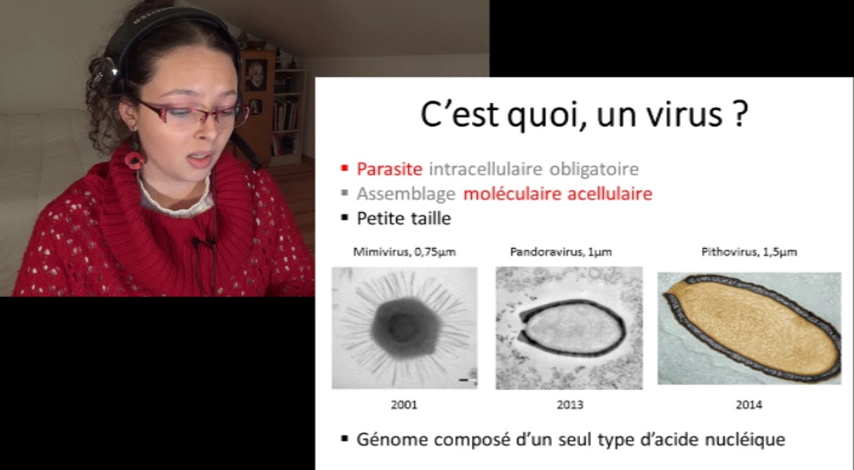 C'est quoi, un virus ?
Parasite intracellulaire obligatoire
Assemblage moléculaire acellulaire
Petite taille
Mimivirus, 0,75µm
Pandoravirus, 1µm
Pithovirus, 1,5µm
2001
2013
2014
Génome composé d'un seul type d'acide nucléique